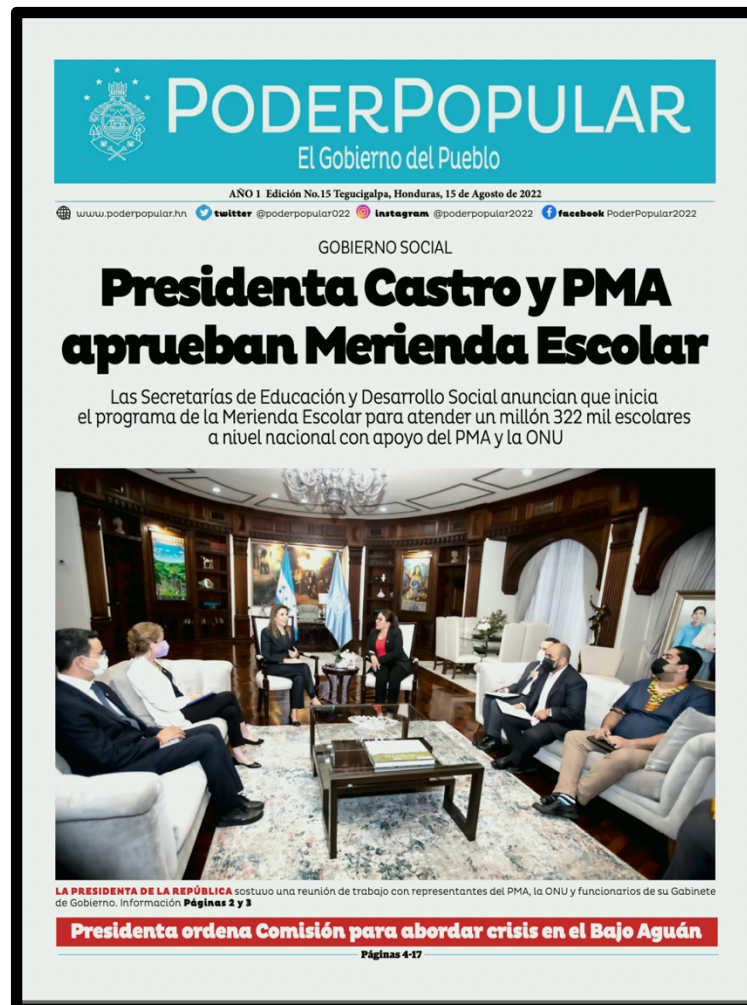 PODERPOPULAR
El Gobierno del Pueblo
AÑO 1 Edición No.15 Tegucigalpa, Honduras, 15 de Agosto de 2022
www.poderpopular.hn twitter @poderpopular022 instagram @poderpopular2022 facebook PoderPopular2022
GOBIERNO SOCIAL
Presidenta Castro y PMA
aprueban Merienda Escolar
Las Secretarías de Educación y Desarrollo Social anuncian que inicia
el programa de la Merienda Escolar para atender un millón 322 mil escolares
a nivel nacional con apoyo del PMA y la ONU
LA PRESIDENTA DE LA REPÚBLICA sostuvo una reunión de trabajo con representantes del PMA, la ONU y funcionarios de su Gabinete
de Gobierno. Información Páginas 2 y 3
Presidenta ordena Comisión para abordar crisis en el Bajo Aguán
Páginas 4-17